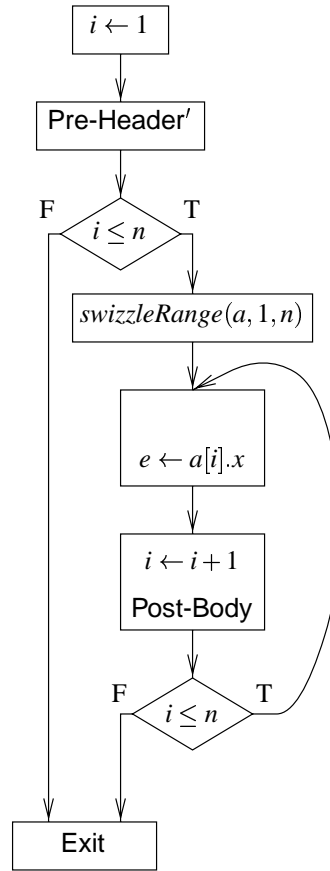 i ← 1
Pre-Header′
F
T
i ≤ n
swizzleRange(a, 1, n)
e ← a[i].x
i ← i + 1
Post-Body
F
T
i ≤ n
Exit